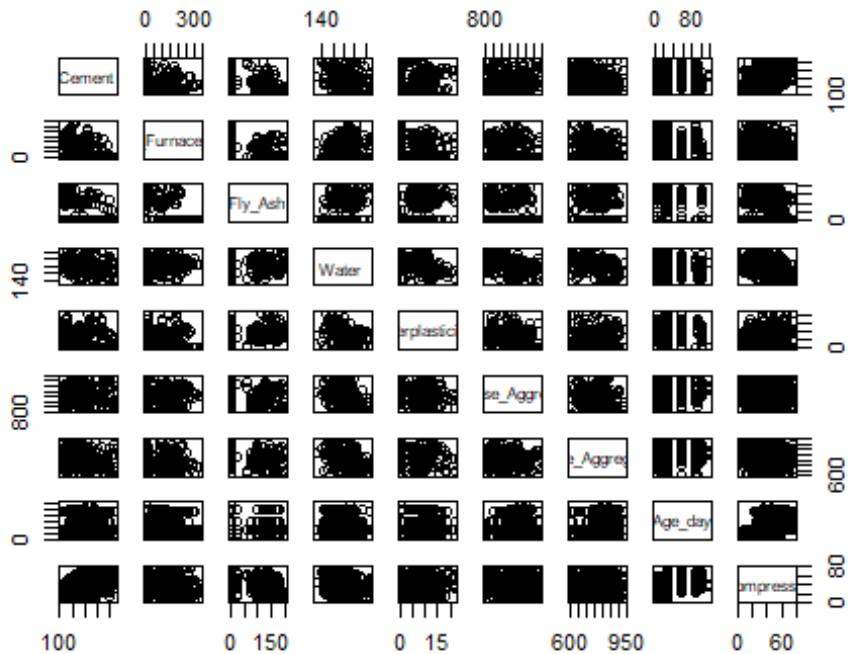 0 300 140 800 0 80
Cement 100
0 Furnace
Fly_Ash 0
140 Water
erplastici 0
800 se_Aggr
e_Aggreg 600
0 Age_day
ompress 0 80
100 0 150 0 15 600 950 0 60